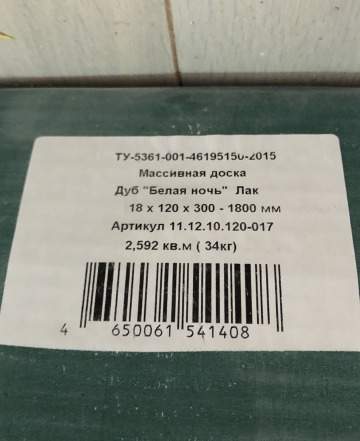 ТУ-5361-001-46195150-2015
Массивная доска
Дуб "Белая ночь" Лак
18 x 120 x 300 - 1800 мм
Артикул 11.12.10.120-017
2,592 кв.м ( 34кг)
4 650061 541408